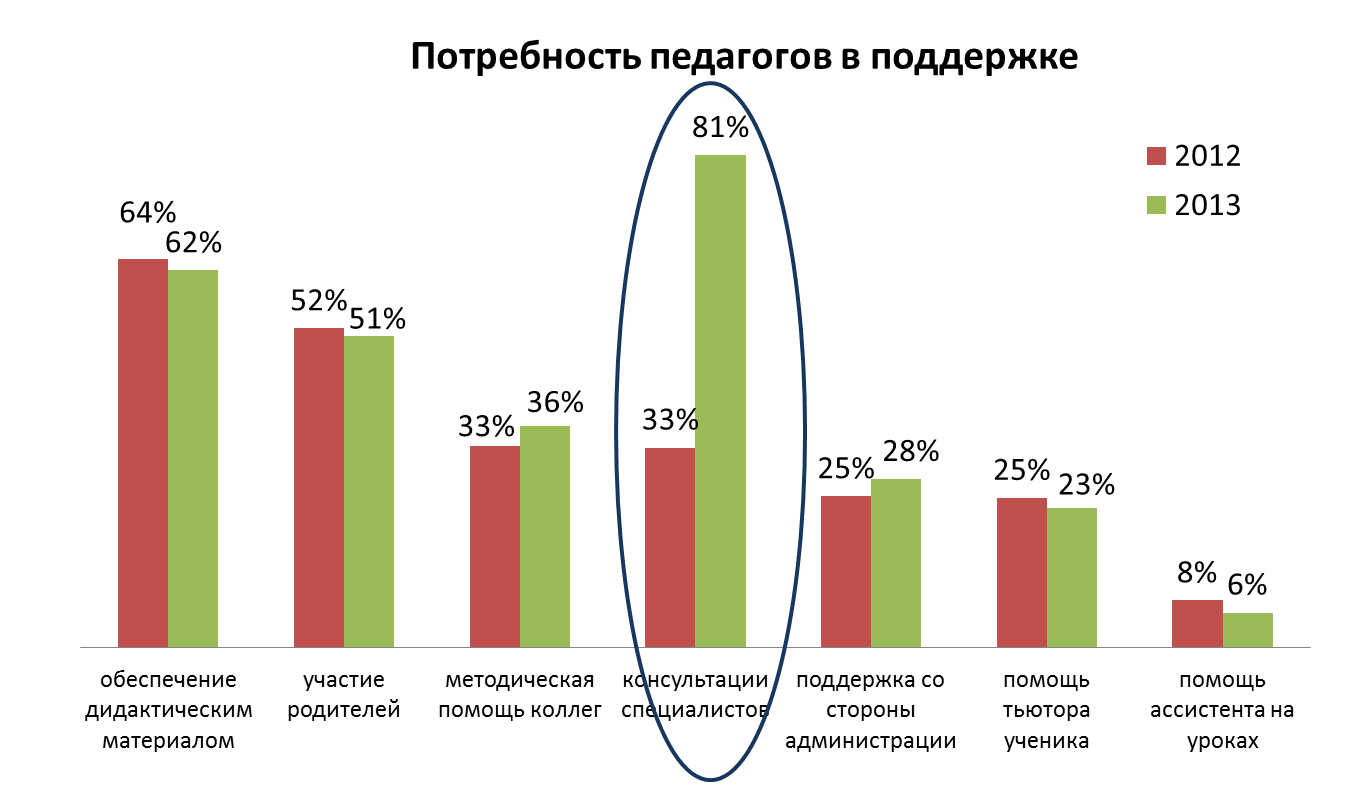 Потребность педагогов в поддержке
2012
2013
64%
62%
52%
51%
33%
36%
33%
81%
25%
28%
25%
23%
8%
6%
обеспечение
дидактическим
материалом
участие
родителей
методическая
помощь коллег
консультации
специалистов
поддержка со
стороны
администрации
помощь
тьютора
ученика
помощь
ассистента на
уроках